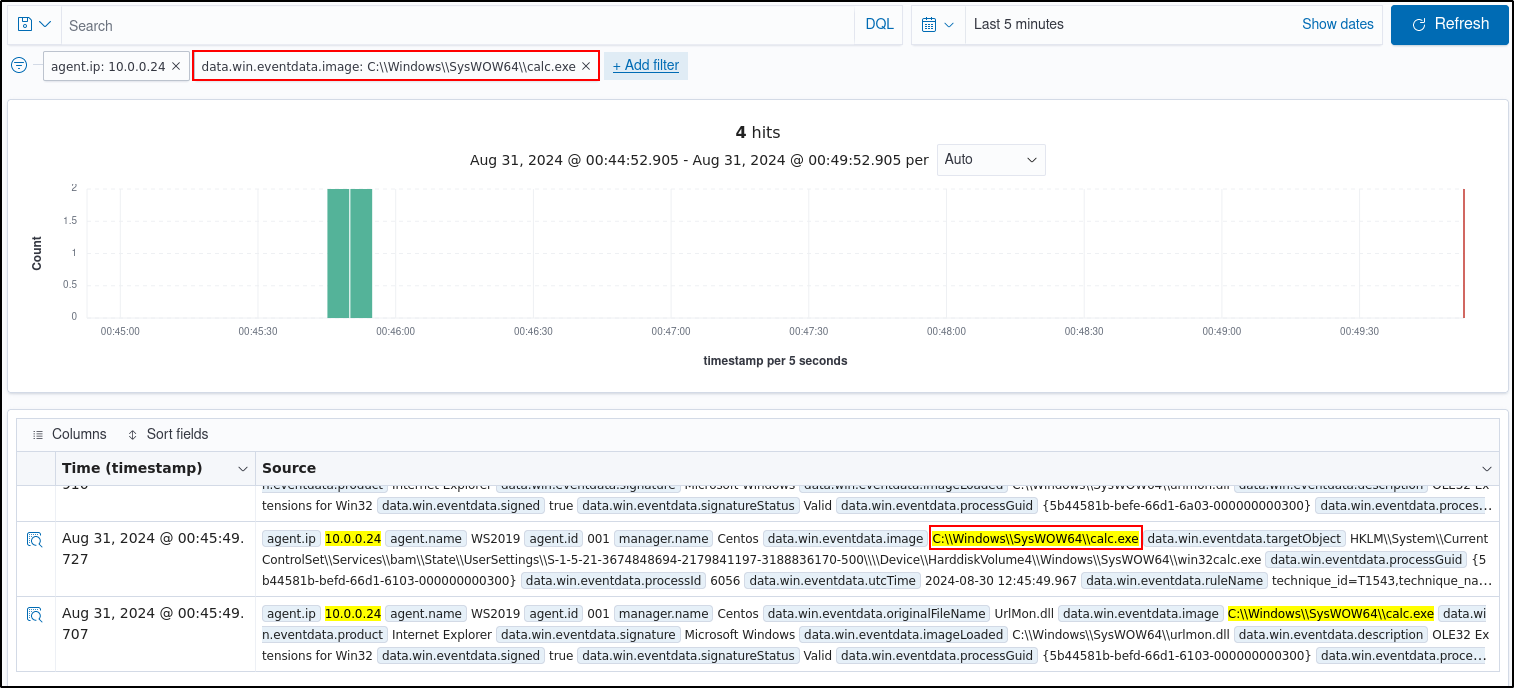 Search DQL Last 5 minutes Show dates Refresh
agent.ip: 10.0.0.24 × data.win.eventdata.image: C:\\Windows\\SysWOW64\\calc.exe × + Add filter
4 hits
Aug 31, 2024 @ 00:44:52.905 - Aug 31, 2024 @ 00:49:52.905 per Auto
2
1.5
1
0.5
0
Count
00:45:00 00:45:30 00:46:00 00:46:30 00:47:00 00:47:30 00:48:00 00:48:30 00:49:00 00:49:30
timestamp per 5 seconds
Columns Sort fields
Time (timestamp) Source
n.eventdata.product Internet Explorer data.win.eventdata.signature Microsoft Windows data.win.eventdata.imageLoaded C:\\Windows\\SysWOW64\\urlmon.dll data.win.eventdata.description OLE32 Ex
tensions for Win32 data.win.eventdata.signed true data.win.eventdata.signatureStatus Valid data.win.eventdata.processGuid {5b44581b-befe-66d1-6a03-000000000300} data.win.eventdata.proces...
Aug 31, 2024 @ 00:45:49.
727
agent.ip 10.0.0.24 agent.name WS2019 agent.id 001 manager.name Centos data.win.eventdata.image C:\\Windows\\SysWOW64\\calc.exe data.win.eventdata.targetObject HKLM\\System\\Current
ControlSet\\Services\\bam\\State\\UserSettings\\S-1-5-21-3674848694-2179841197-3188836170-500\\\\Device\\HarddiskVolume4\\Windows\\SysWOW64\\win32calc.exe data.win.eventdata.processGuid {5
b44581b-befd-66d1-6103-000000000300} data.win.eventdata.processId 6056 data.win.eventdata.utcTime 2024-08-30 12:45:49.967 data.win.eventdata.ruleName technique_id=T1543,technique_na...
Aug 31, 2024 @ 00:45:49.
707
agent.ip 10.0.0.24 agent.name WS2019 agent.id 001 manager.name Centos data.win.eventdata.originalFileName UrlMon.dll data.win.eventdata.image C:\\Windows\\SysWOW64\\calc.exe data.wi
n.eventdata.product Internet Explorer data.win.eventdata.signature Microsoft Windows data.win.eventdata.imageLoaded C:\\Windows\\SysWOW64\\urlmon.dll data.win.eventdata.description OLE32 Ex
tensions for Win32 data.win.eventdata.signed true data.win.eventdata.signatureStatus Valid data.win.eventdata.processGuid {5b44581b-befd-66d1-6103-000000000300} data.win.eventdata.proce...